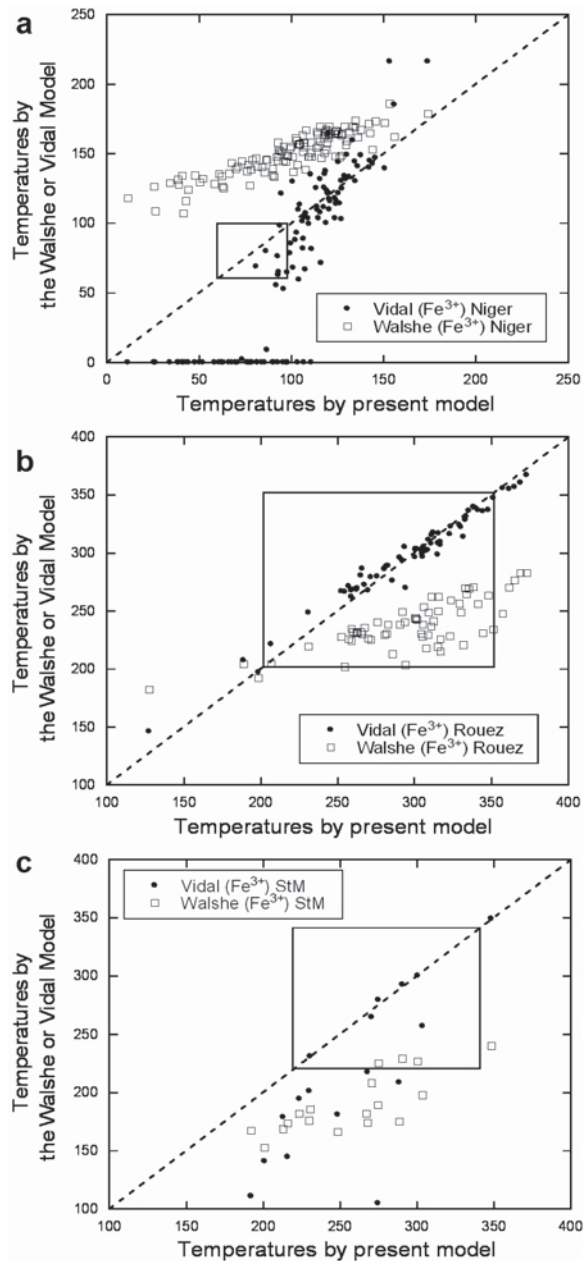 a
250
200
150
100
50
0
Temperatures by
the Walshe or Vidal Model
Vidal (Fe³⁺) Niger
Walshe (Fe³⁺) Niger
0 50 100 150 200 250
Temperatures by present model
b
400
350
300
250
200
150
100
Temperatures by
the Walshe or Vidal Model
Vidal (Fe³⁺) Rouez
Walshe (Fe³⁺) Rouez
100 150 200 250 300 350 400
Temperatures by present model
c
400
350
300
250
200
150
100
Temperatures by
the Walshe or Vidal Model
Vidal (Fe³⁺) StM
Walshe (Fe³⁺) StM
100 150 200 250 300 350 400
Temperatures by present model